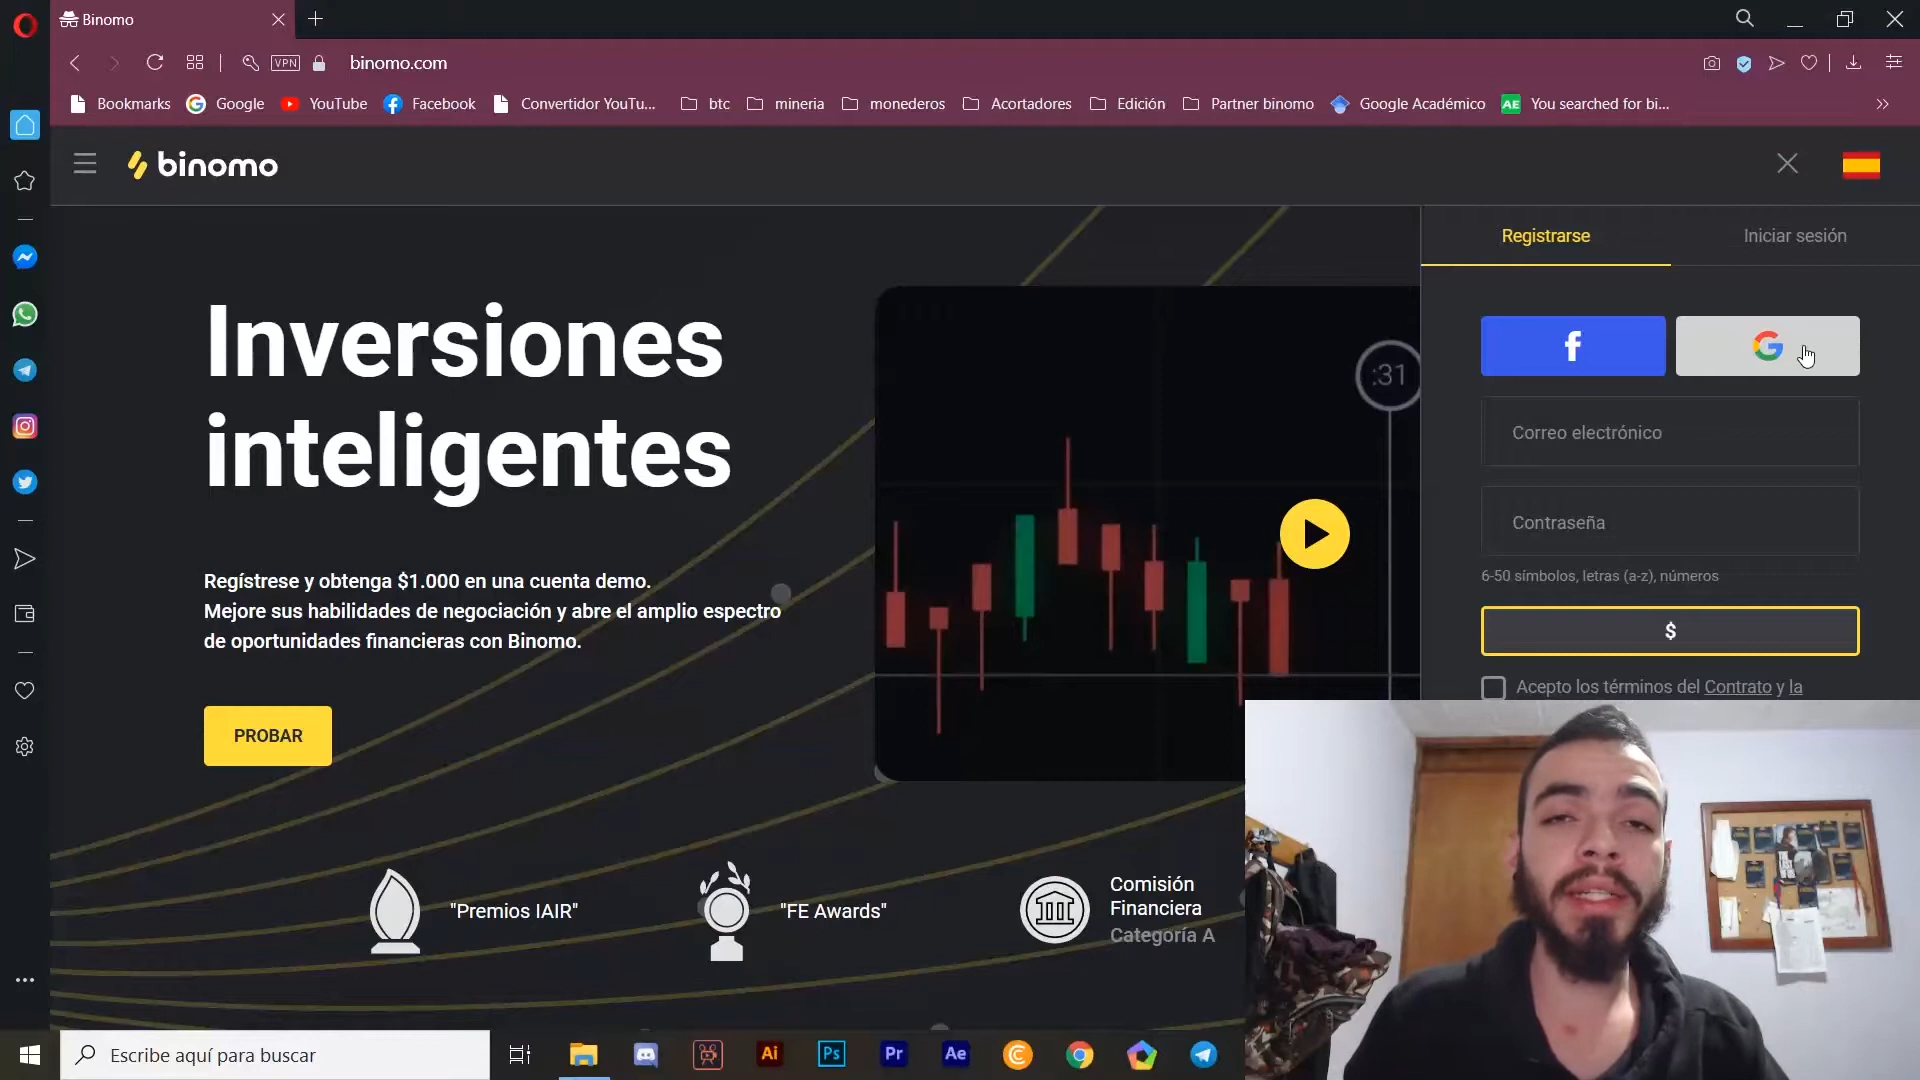 Binomo
VPN
binomo.com
Bookmarks
Google
YouTube
Facebook
Convertidor YouTu...
btc
mineria
monederos
Acortadores
Edición
Partner binomo
Google Académico
AE
You searched for bi...
binomo
Registrarse
Iniciar sesión
Inversiones
inteligentes
:31
Correo electrónico
Contraseña
6-50 símbolos, letras (a-z), números
$
Acepto los términos del Contrato y la
Regístrese y obtenga $1.000 en una cuenta demo.
Mejore sus habilidades de negociación y abre el amplio espectro
de oportunidades financieras con Binomo.
PROBAR
"Premios IAIR"
"FE Awards"
Comisión
Financiera
Categoría A
Escribe aquí para buscar
Ai
Ps
Pr
Ae